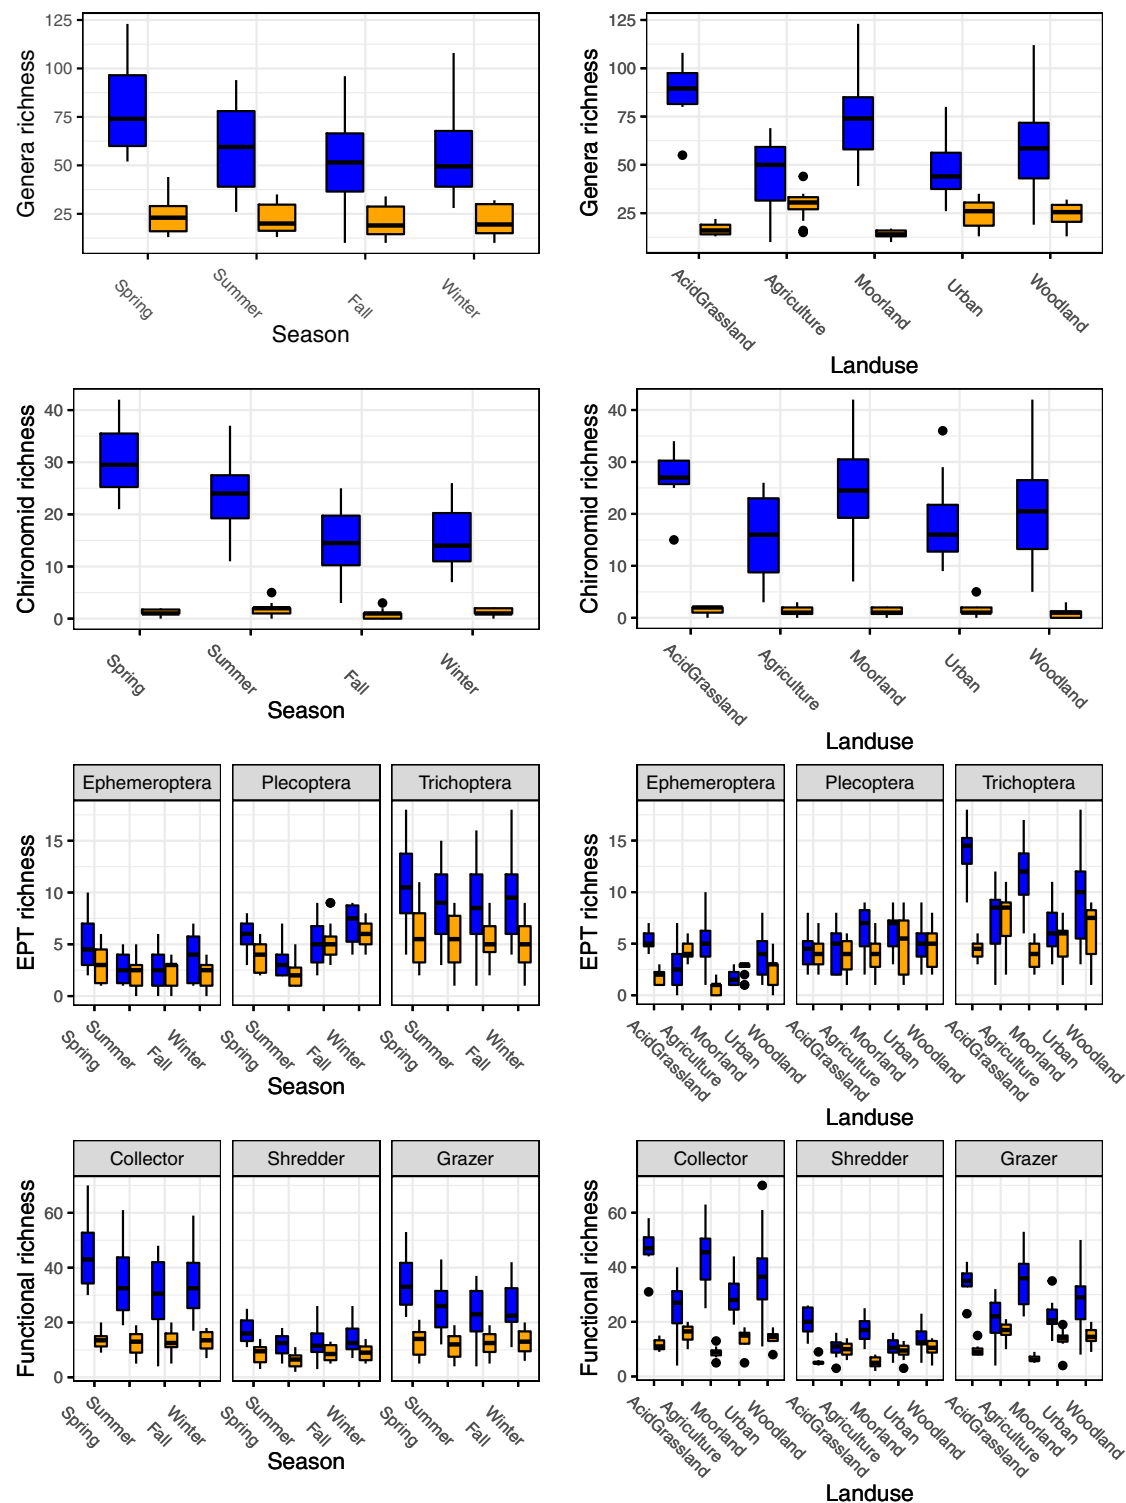 Genera richness
125
100
75
50
25
Spring
Summer
Fall
Winter
Season
Genera richness
125
100
75
50
25
AcidGrassland
Agriculture
Moorland
Urban
Woodland
Landuse
Chironomid richness
40
30
20
10
0
Spring
Summer
Fall
Winter
Season
Chironomid richness
40
30
20
10
0
AcidGrassland
Agriculture
Moorland
Urban
Woodland
Landuse
Ephemeroptera
Plecoptera
Trichoptera
EPT richness
15
10
5
0
Spring
Summer
Fall
Winter
Spring
Summer
Fall
Winter
Spring
Summer
Fall
Winter
Season
Ephemeroptera
Plecoptera
Trichoptera
EPT richness
15
10
5
0
AcidGrassland
Agriculture
Moorland
Urban
Woodland
AcidGrassland
Agriculture
Moorland
Urban
Woodland
AcidGrassland
Agriculture
Moorland
Urban
Woodland
Landuse
Collector
Shredder
Grazer
Functional richness
60
40
20
0
Spring
Summer
Fall
Winter
Spring
Summer
Fall
Winter
Spring
Summer
Fall
Winter
Season
Collector
Shredder
Grazer
Functional richness
60
40
20
0
AcidGrassland
Agriculture
Moorland
Urban
Woodland
AcidGrassland
Agriculture
Moorland
Urban
Woodland
AcidGrassland
Agriculture
Moorland
Urban
Woodland
Landuse